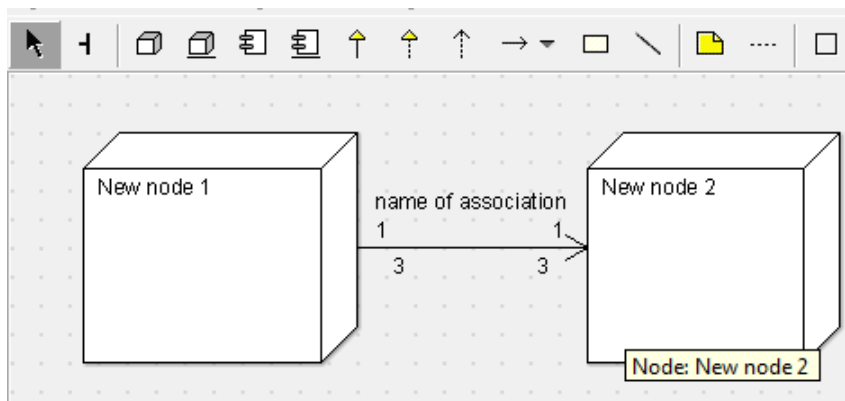 New node 1
name of association
New node 2
1
1
3
3
Node: New node 2